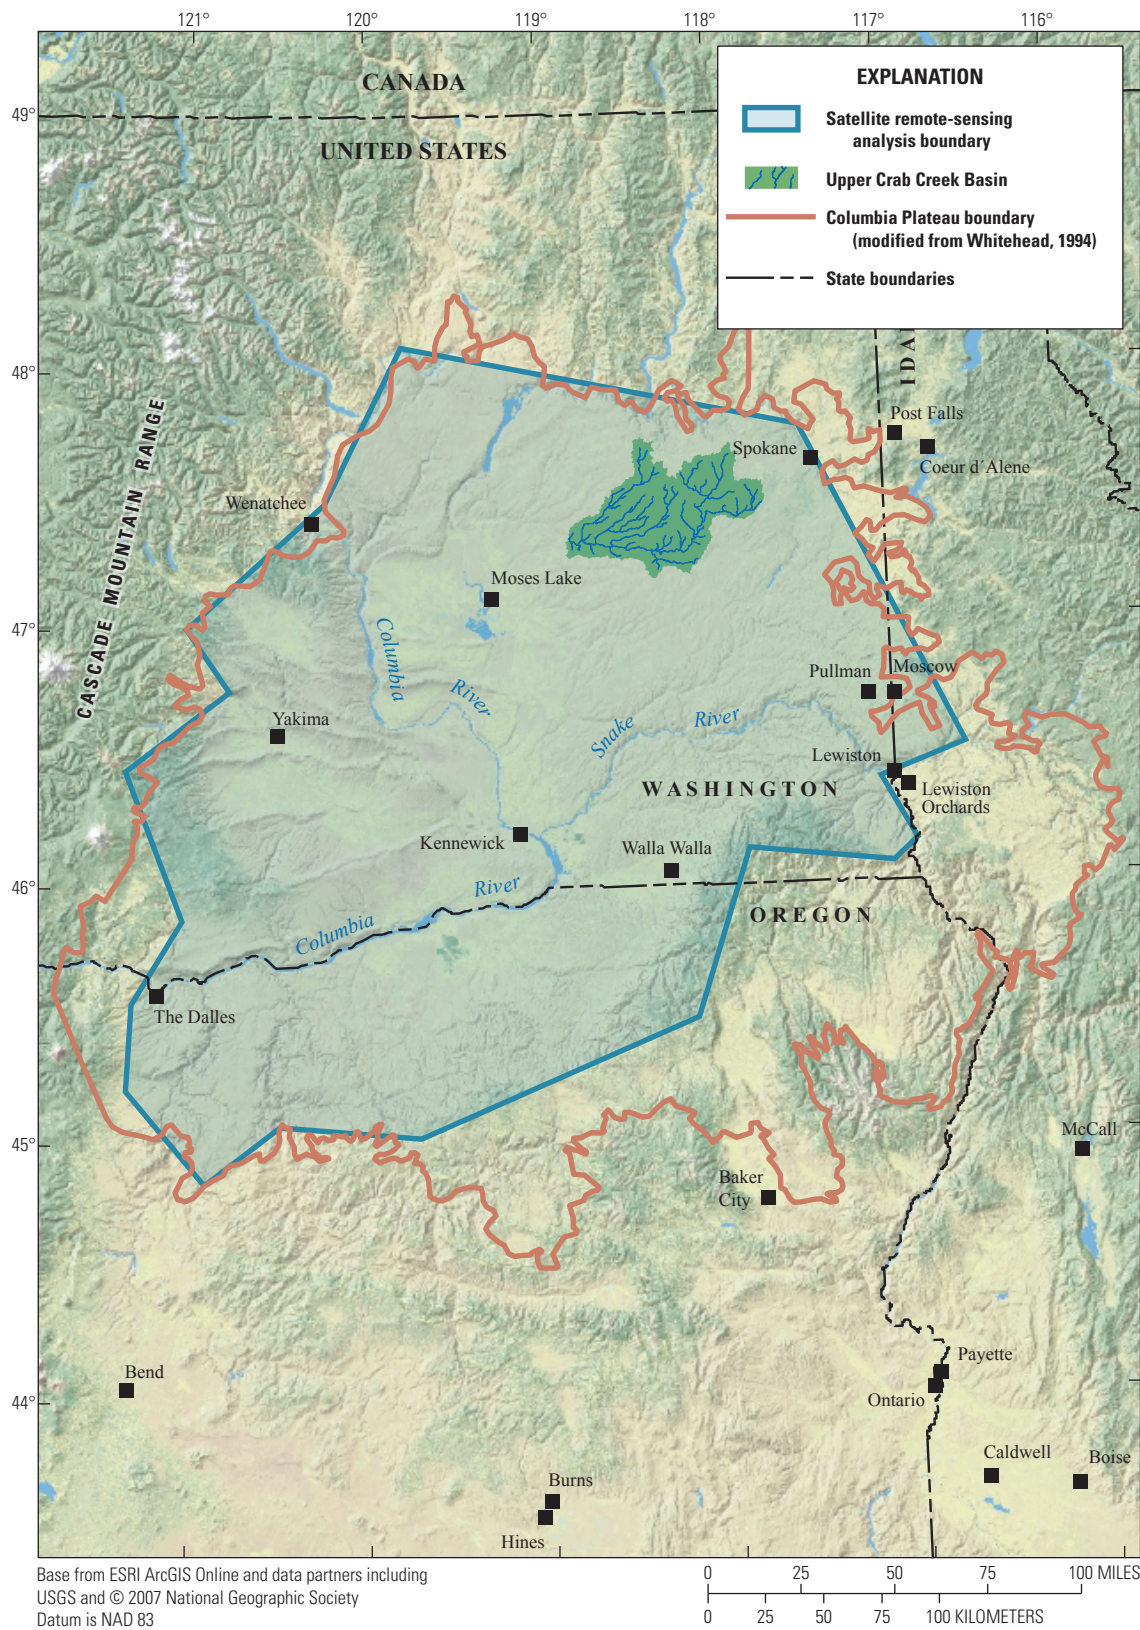 121°
120°
119°
118°
117°
116°
49°
48°
47°
46°
45°
44°
CANADA
UNITED STATES
EXPLANATION
Satellite remote-sensing
analysis boundary
Upper Crab Creek Basin
Columbia Plateau boundary
(modified from Whitehead, 1994)
State boundaries
IDA
CASCADE MOUNTAIN RANGE
Post Falls
Spokane
Coeur d´Alene
Wenatchee
Moses Lake
Columbia
River
Pullman
Moscow
Yakima
Snake
River
Lewiston
WASHINGTON
Lewiston
Orchards
Kennewick
Walla Walla
River
Columbia
OREGON
The Dalles
McCall
Baker
City
Bend
Payette
Ontario
Caldwell
Boise
Burns
Hines
Base from ESRI ArcGIS Online and data partners including
USGS and © 2007 National Geographic Society
Datum is NAD 83
0 25 50 75 100 MILES
0 25 50 75 100 KILOMETERS